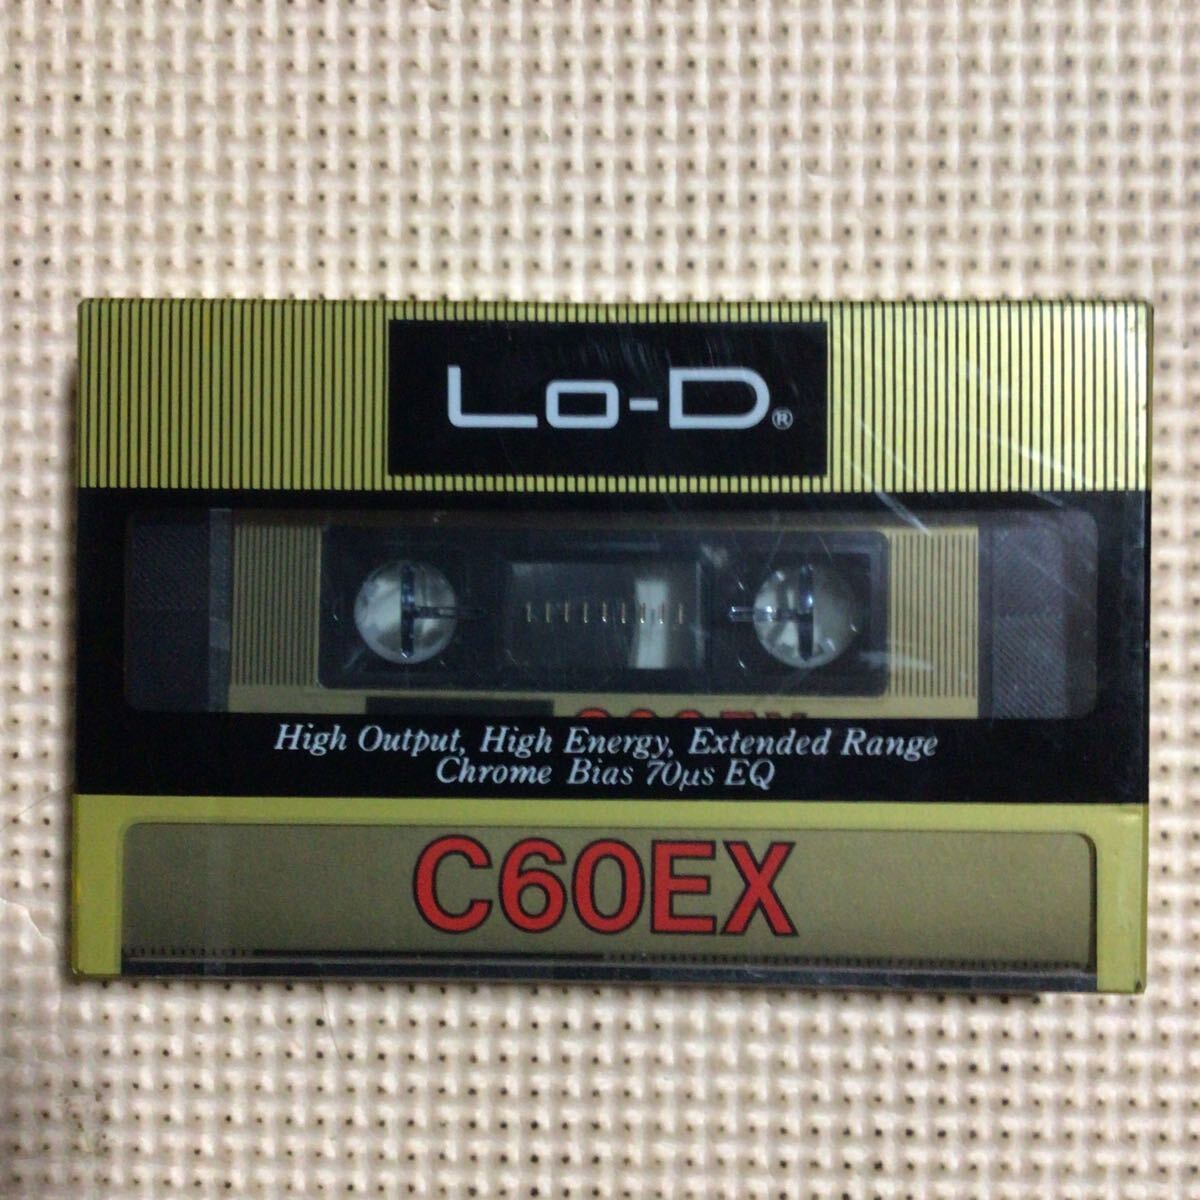 Lo-D®
High Output, High Energy, Extended Range
Chrome Bias 70µs EQ
C60EX